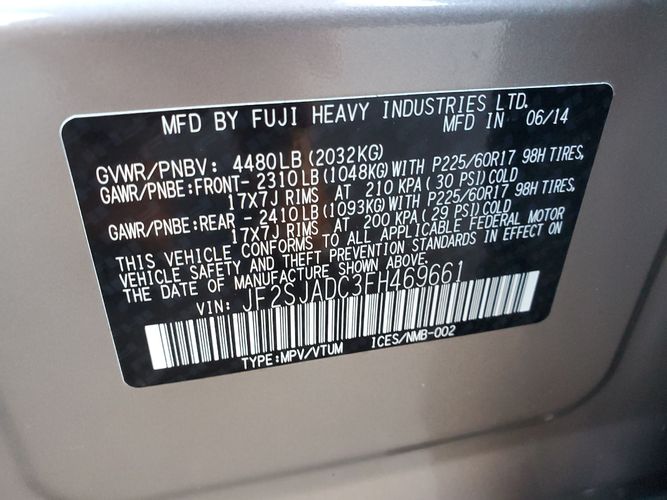 MFD BY FUJI HEAVY INDUSTRIES LTD.
MFD IN 06/14
GVWR/PNBV: 4480LB(2032KG)
GAWR/PNBE:FRONT- 2310LB(1048KG)WITH P225/60R17 98H TIRES,
17X7J RIMS AT 210 KPA( 30 PSI)COLD
GAWR/PNBE:REAR - 2410LB(1093KG)WITH P225/60R17 98H TIRES,
17X7J RIMS AT 200 KPA( 29 PSI)COLD
THIS VEHICLE CONFORMS TO ALL APPLICABLE FEDERAL MOTOR
VEHICLE SAFETY AND THEFT PREVENTION STANDARDS IN EFFECT ON
THE DATE OF MANUFACTURE SHOWN ABOVE.
VIN: JF2SJADC3FH469661
TYPE:MPV/VTUM ICES/NMB-002